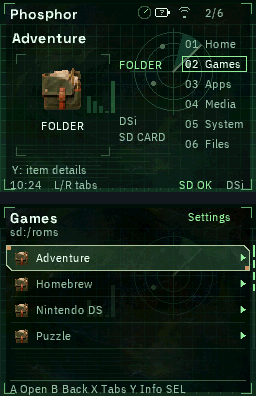 Phosphor 2/6
Adventure
01 Home
FOLDER 02 Games
03 Apps
04 Media
05 System
06 Files
FOLDER
DSi
SD CARD
Y: item details
10:24 L/R tabs SD OK DSi
Games Settings
sd:/roms
Adventure
Homebrew
Nintendo DS
Puzzle
A Open B Back X Tabs Y Info SEL